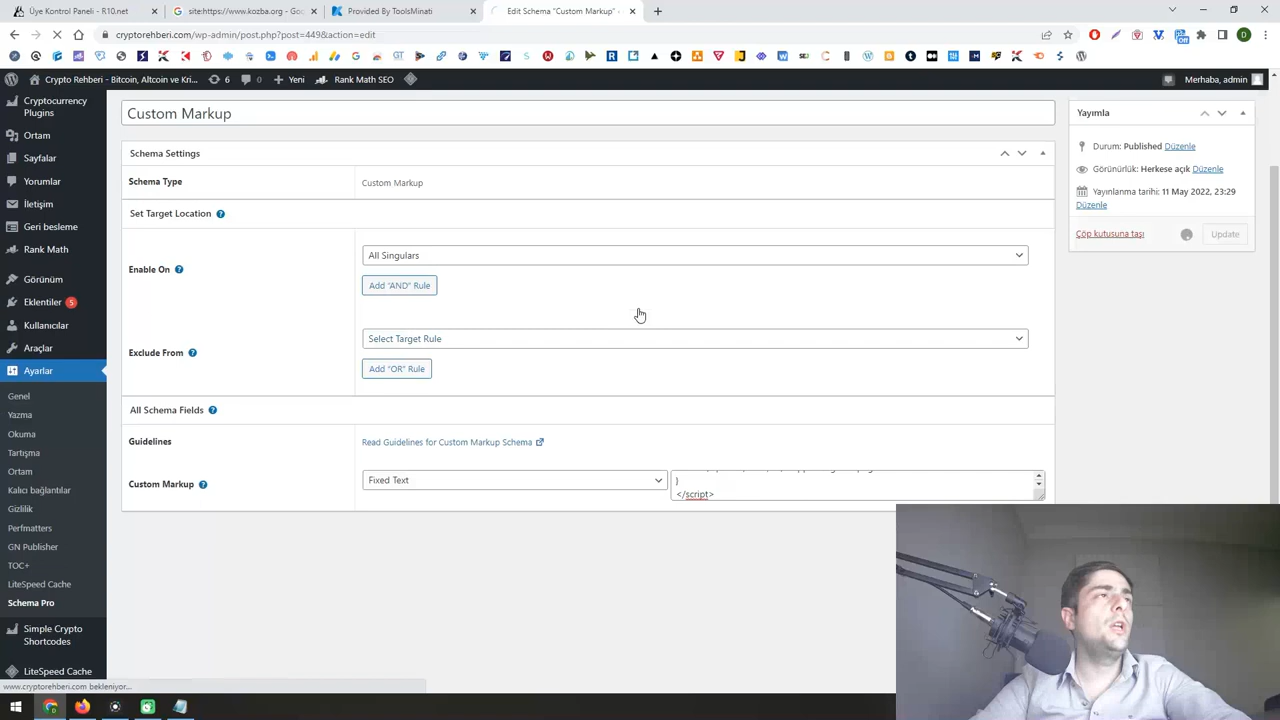 Üye Kontrol Paneli - R10.net
site:https://www.kozba.org - Goo
Provided By ToolsMinati
Edit Schema "Custom Markup" -
cryptorehberi.com/wp-admin/post.php?post=449&action=edit
Crypto Rehberi - Bitcoin, Altcoin ve Kri...
6
0
Yeni
Rank Math SEO
Merhaba, admin
Cryptocurrency
Plugins
Ortam
Sayfalar
Yorumlar
İletişim
Geri besleme
Rank Math
Görünüm
Eklentiler 5
Kullanıcılar
Araçlar
Ayarlar
Genel
Yazma
Okuma
Tartışma
Ortam
Kalıcı bağlantılar
Gizlilik
Perfmatters
GN Publisher
TOC+
LiteSpeed Cache
Schema Pro
Simple Crypto
Shortcodes
LiteSpeed Cache
www.cryptorehberi.com bekleniyor...
Custom Markup
Schema Settings
Schema Type
Custom Markup
Set Target Location
Enable On
All Singulars
Add "AND" Rule
Exclude From
Select Target Rule
Add "OR" Rule
All Schema Fields
Guidelines
Read Guidelines for Custom Markup Schema
Custom Markup
Fixed Text
}
</script>
Yayımla
Durum: Published Düzenle
Görünürlük: Herkese açık Düzenle
Yayınlanma tarihi: 11 May 2022, 23:29
Düzenle
Çöp kutusuna taşı
Update